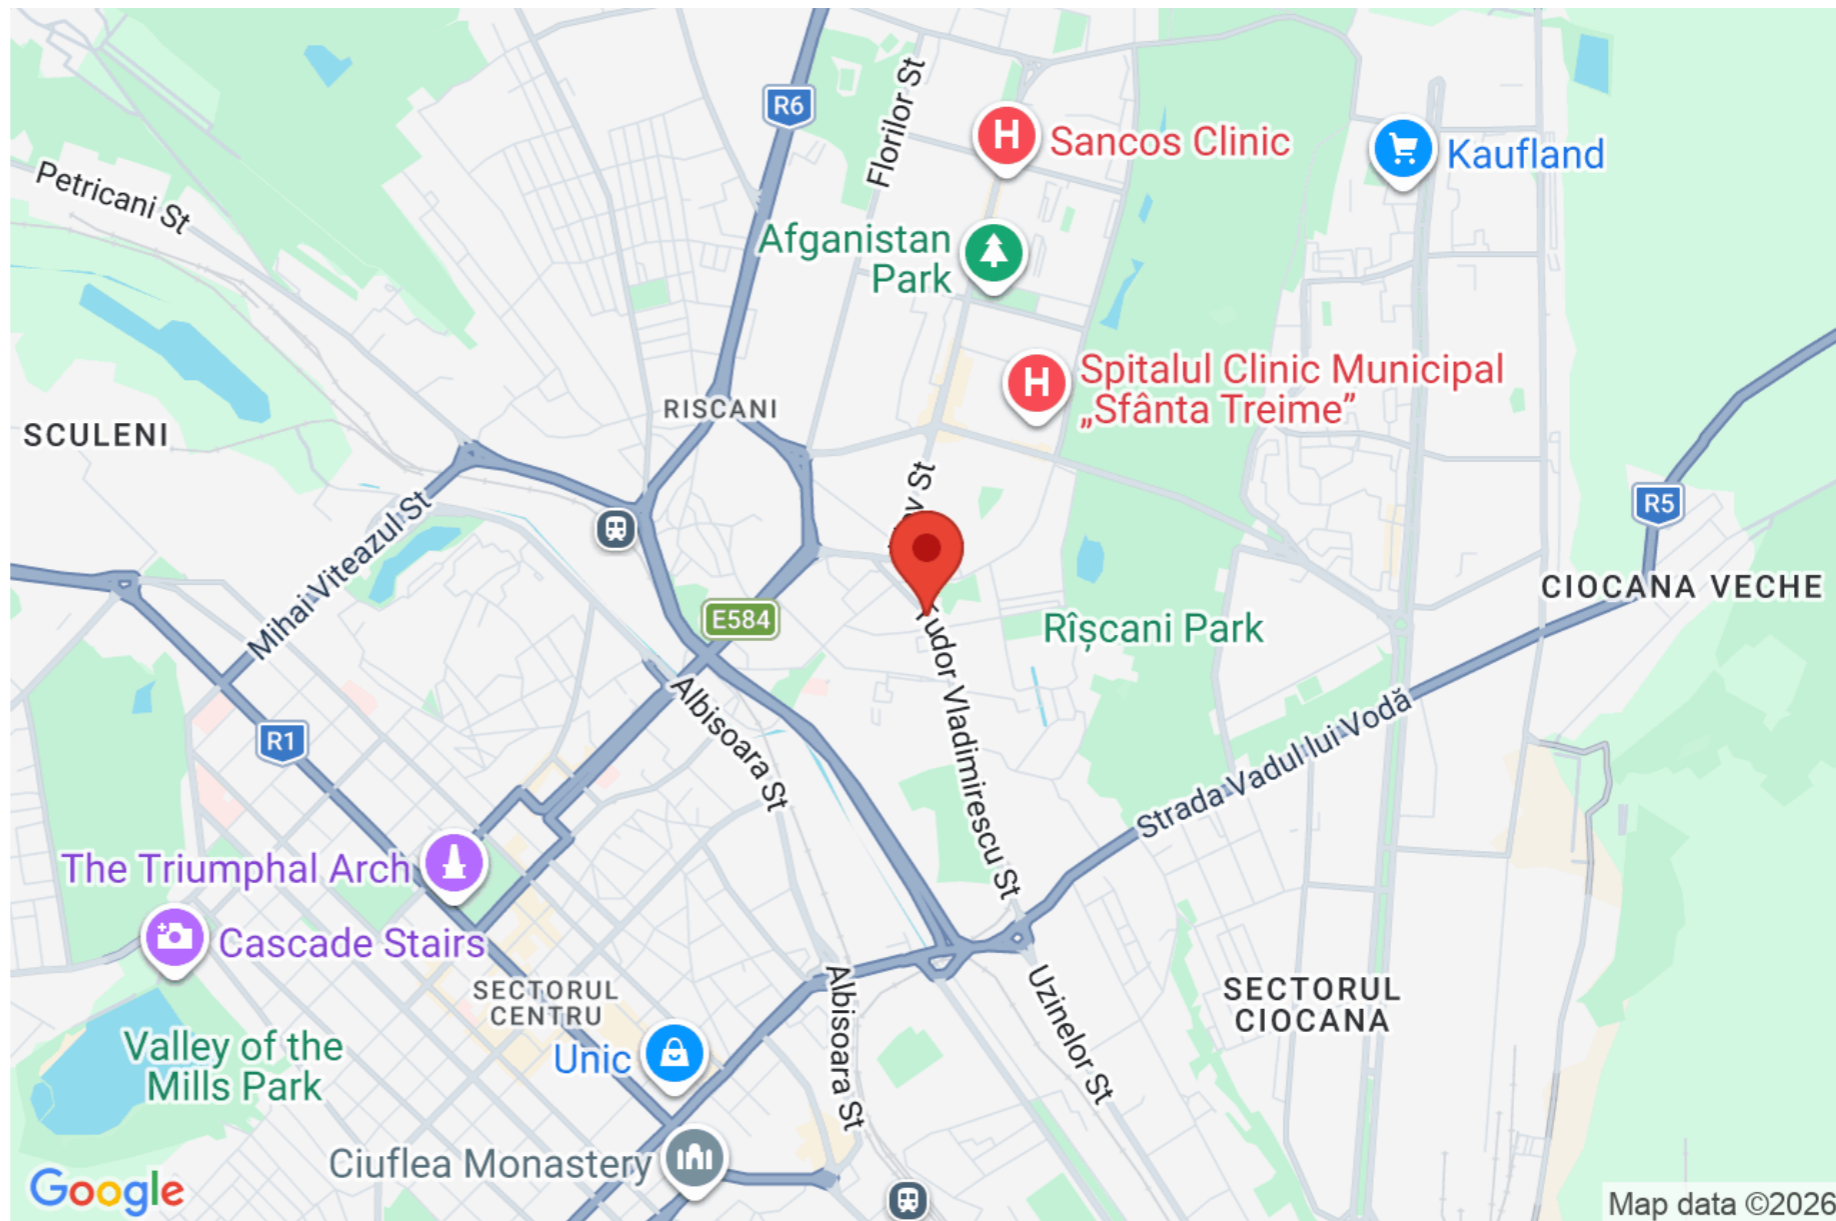 R6
Florilor St
H
Sancos Clinic
Kaufland
Petricani St
Afganistan
Park
H
Spitalul Clinic Municipal
„Sfânta Treime”
RISCANI
SCULENI
St
R5
Mihai Viteazul St
CIOCANA VECHE
E584
Rîșcani Park
Tudor Vladimirescu St
Albisoara St
R1
Strada Vadul lui Vodă
The Triumphal Arch
Cascade Stairs
SECTORUL
CENTRU
Albisoara St
Uzinelor St
SECTORUL
CIOCANA
Valley of the
Mills Park
Unic
Ciuflea Monastery
Google
Map data ©2026